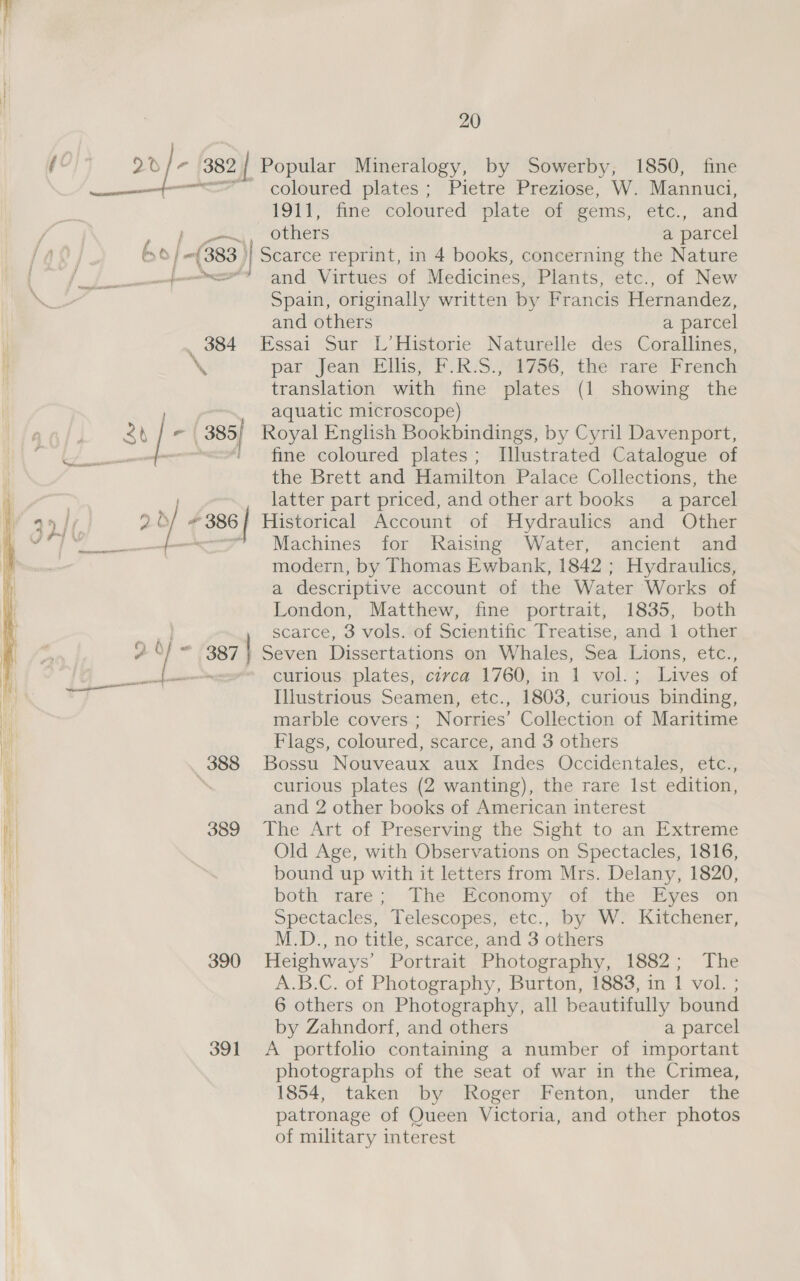 20
20/- 382 Popular Mineralogy, by Sowerby, 1850, fine
coloured plates; Pietre Preziose, W. Mannuci,
1911, fine coloured plate of gems, etc., and
others a parcel
60/- 383 Scarce reprint, in 4 books, concerning the Nature
and Virtues of Medicines, Plants, etc., of New
Spain, originally written by Francis Hernandez,
and others a parcel
384 Essai Sur L'Historie Naturelle des Corallines,
par Jean Ellis, F.R.S., 1756, the rare French
translation with fine plates (1 showing the
aquatic microscope)
385 Royal English Bookbindings, by Cyril Davenport,
fine coloured plates; Illustrated Catalogue of
the Brett and Hamilton Palace Collections, the
latter part priced, and other art books a parcel
20/- 386 Historical Account of Hydraulics and Other
Machines for Raising Water, ancient and
modern, by Thomas Ewbank, 1842; Hydraulics,
a descriptive account of the Water Works of
London, Matthew, fine portrait, 1835, both
scarce, 3 vols. of Scientific Treatise, and 1 other
20/- 387 Seven Dissertations on Whales, Sea Lions, etc.,
curious plates, circa 1760, in 1 vol.; Lives of
Illustrious Seamen, etc., 1803, curious binding,
marble covers; Norries' Collection of Maritime
Flags, coloured, scarce, and 3 others
388 Bossu Nouveaux aux Indes Occidentales, etc.,
curious plates (2 wanting), the rare 1st edition,
and 2 other books of American interest
389 The Art of Preserving the Sight to an Extreme
Old Age, with Observations on Spectacles, 1816,
bound up with it letters from Mrs. Delany, 1820,
both rare; The Economy of the Eyes on
Spectacles, Telescopes, etc., by W. Kitchener,
M.D., no title, scarce, and 3 others
390 Heighways' Portrait Photography, 1882; The
A.B.C. of Photography, Burton, 1883, in 1 vol.;
6 others on Photography, all beautifully bound
by Zahndorf, and others a parcel
391 A portfolio containing a number of important
photographs of the seat of war in the Crimea,
1854, taken by Roger Fenton, under the
patronage of Queen Victoria, and other photos
of military interest